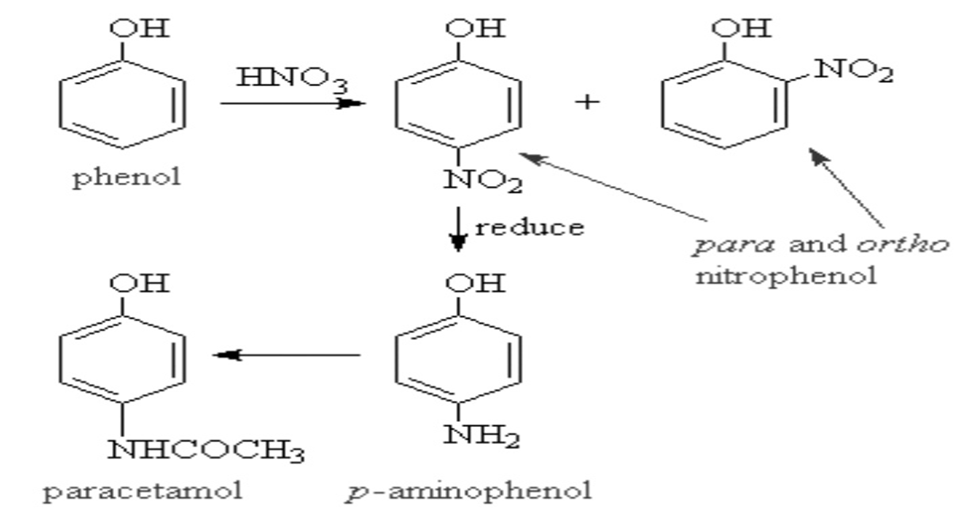 OH
OH
OH
HNO3
NO2
+
phenol
NO2
reduce
para and ortho
nitrophenol
OH
OH
NHCOCH3
NH2
paracetamol
p-aminophenol